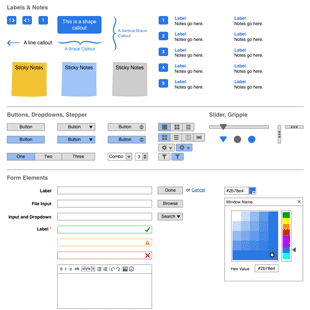 Labels & Notes
1
This is a shape callout
A Vertical Brace Callout
A line callout
A Brace Callout
Sticky Notes
Sticky Notes
Sticky Notes
1 Label Label
Notes go here. Notes go here.
2 Label Label
Notes go here. Notes go here.
3 Label Label
Notes go here. Notes go here.
4 Label Label
Notes go here. Notes go here.
5 Label Label
Notes go here. Notes go here.
Buttons, Dropdowns, Stepper
Slider, Gripple
Button Button Button
Button Button Button
One Two Three Combo 3
Form Elements
Label Done or Cancel
File Input Browse
Input and Dropdown Search
Label *
B I U abc
#2b78e4
Window Name
Hex Value #2b78e4